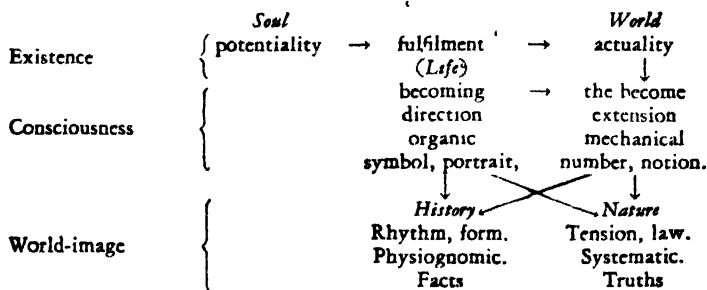 Soul World
Existence potiality → fulfilment → actuality
(Life)
becoming → the become
Consciousness direction extension
organic mechanical
symbol, portrait, number, notion.
History Nature
Rhythm, form. Tension, law.
World-image Physiognomic. Systematic.
Facts Truths